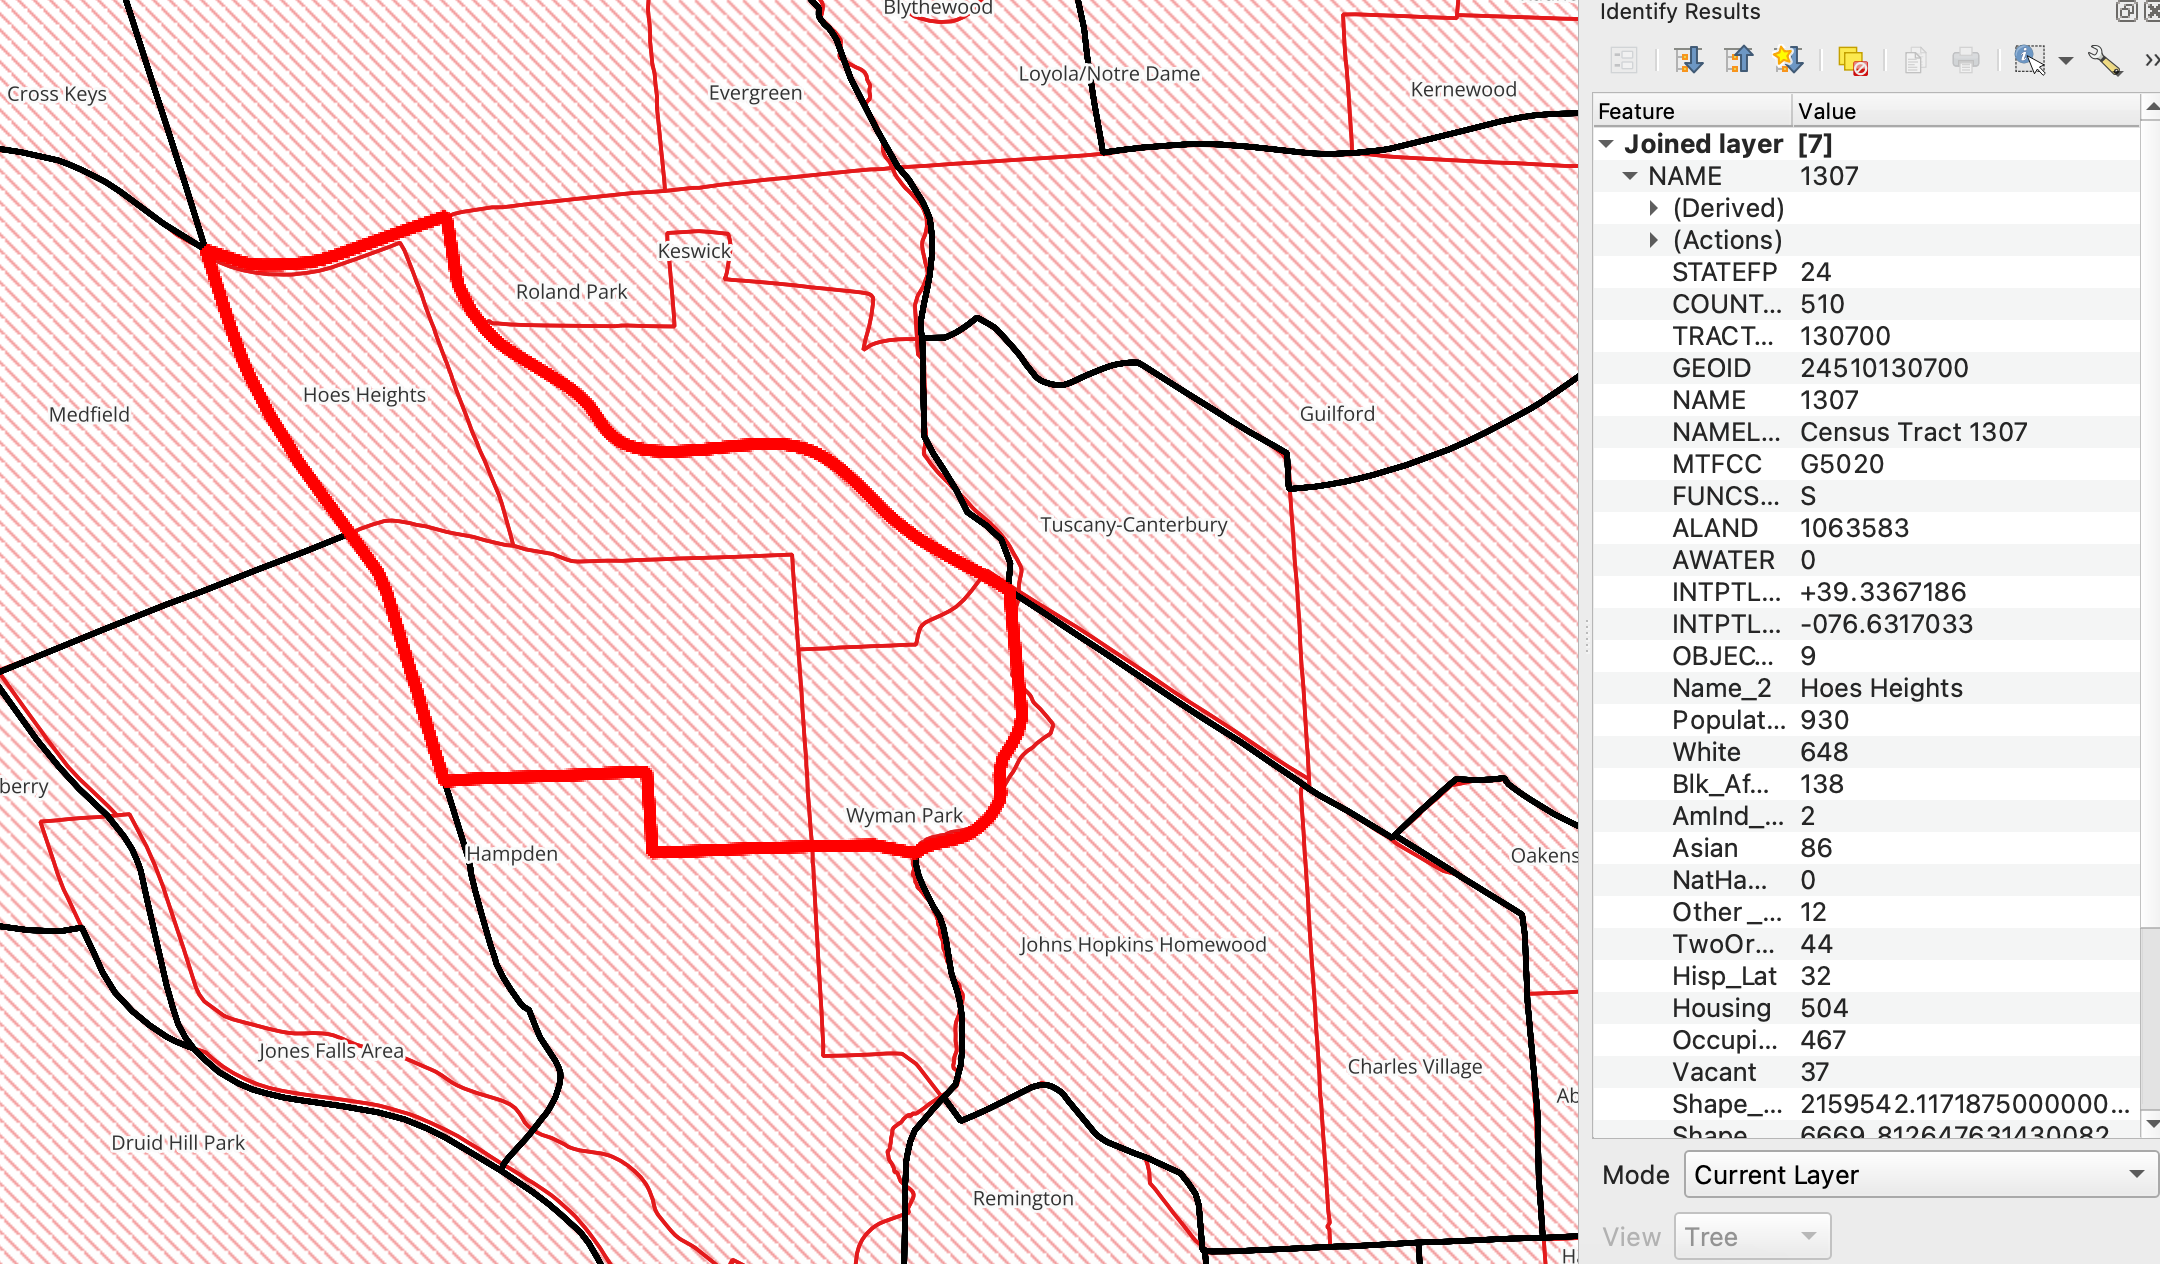 Blythewood
Cross Keys
Evergreen
Loyola/Notre Dame
Kernewood
Keswick
Roland Park
Hoes Heights
Medfield
Guilford
Tuscany-Canterbury
berry
Wyman Park
Hampden
Oakens
Johns Hopkins Homewood
Jones Falls Area
Charles Village
Ab
Druid Hill Park
Remington
Ha
Identify Results
Feature Value
Joined layer [7]
NAME 1307
(Derived)
(Actions)
STATEFP 24
COUNT... 510
TRACT... 130700
GEOID 24510130700
NAME 1307
NAMEL... Census Tract 1307
MTFCC G5020
FUNCS... S
ALAND 1063583
AWATER 0
INTPTL... +39.3367186
INTPTL... -076.6317033
OBJEC... 9
Name_2 Hoes Heights
Populat... 930
White 648
Blk_Af... 138
AmInd_... 2
Asian 86
NatHa... 0
Other_... 12
TwoOr... 44
Hisp_Lat 32
Housing 504
Occupi... 467
Vacant 37
Shape_... 2159542.1171875000000...
Shape 6669.812647631430082
Mode Current Layer
View Tree